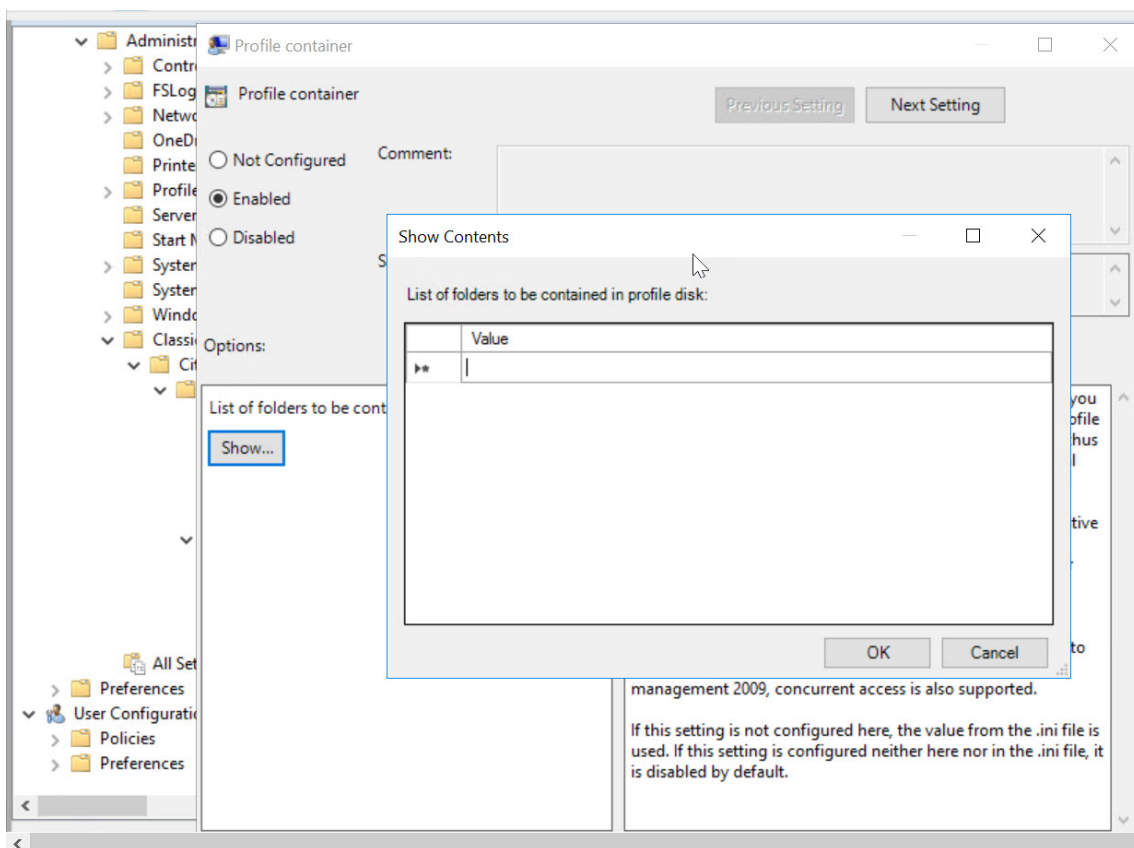 Administr
Contr
FSLog
Netwo
OneDr
Printe
Profile
Server
Start M
System
System
Windo
Classi
Cit
All Set
Preferences
User Configuratio
Policies
Preferences
Profile container
Profile container
Previous Setting
Next Setting
Not Configured
Enabled
Disabled
Comment:
S
Options:
List of folders to be cont
Show...
Show Contents
List of folders to be contained in profile disk:
Value
OK
Cancel
you
ofile
hus
l
tive
to
management 2009, concurrent access is also supported.
If this setting is not configured here, the value from the .ini file is
used. If this setting is configured neither here nor in the .ini file, it
is disabled by default.